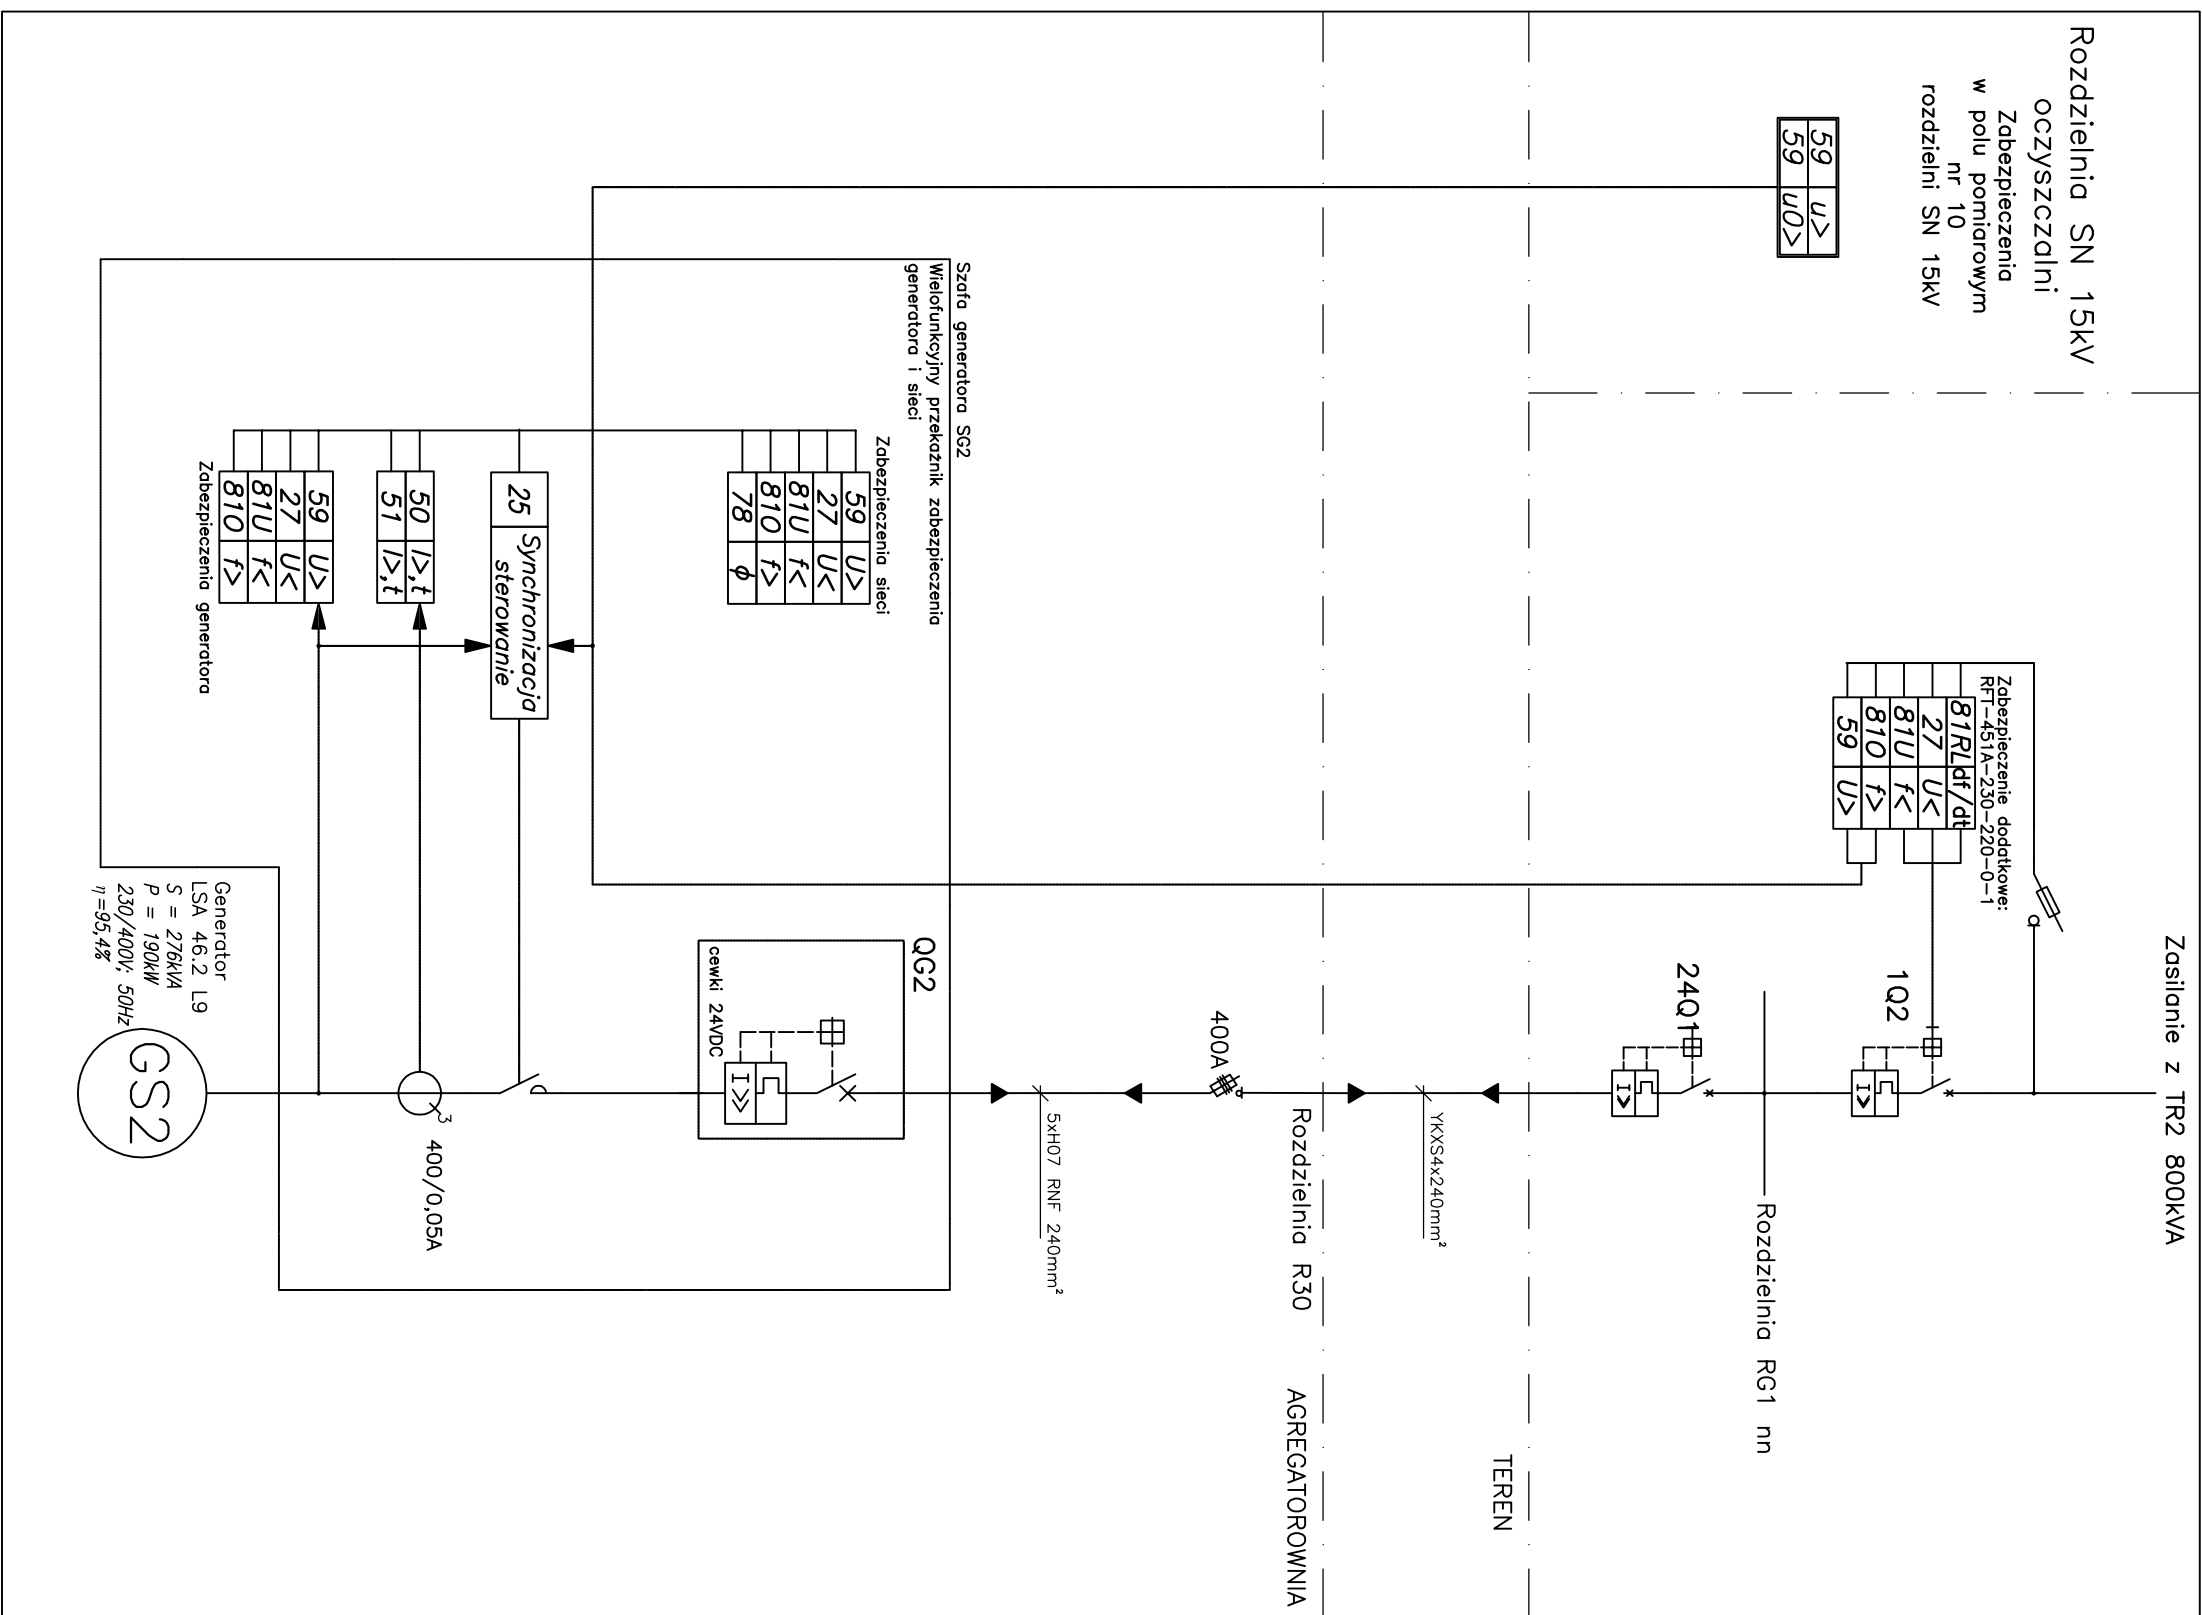 Rozdzielnia SN 15kV
oczyszczalni
Zabezpieczenia
w polu pomiarowym
nr 10
rozdzielni SN 15kV
59 u>
59 u0>
Zasilanie z TR2 800kVA
Zabezpieczenie dodatkowe:
RFT-451A-230-220-0-1
81RL df/dt
27 U<
81U f<
81O f>
59 U>
1Q2
I>
Rozdzielnia RG1 nn
24Q1
I>
TEREN
YKXS4x240mm²
Rozdzielnia R30
AGREGATOROWNIA
400A
5xH07 RNF 240mm²
Szafa generatora SG2
Wielofunkcyjny przekaźnik zabezpieczenia
generatora i sieci
Zabezpieczenia sieci
59 U>
27 U<
81U f<
81O f>
78 ϕ
QG2
I>>
cewki 24VDC
25 Synchronizacja
sterowanie
50 I>,t
51 I>,t
3
400/0,05A
59 U>
27 U<
81U f<
81O f>
Zabezpieczenia generatora
Generator
LSA 46.2 L9
S = 276kVA
P = 190kW
230/400V; 50Hz
η=95,4%
GS2